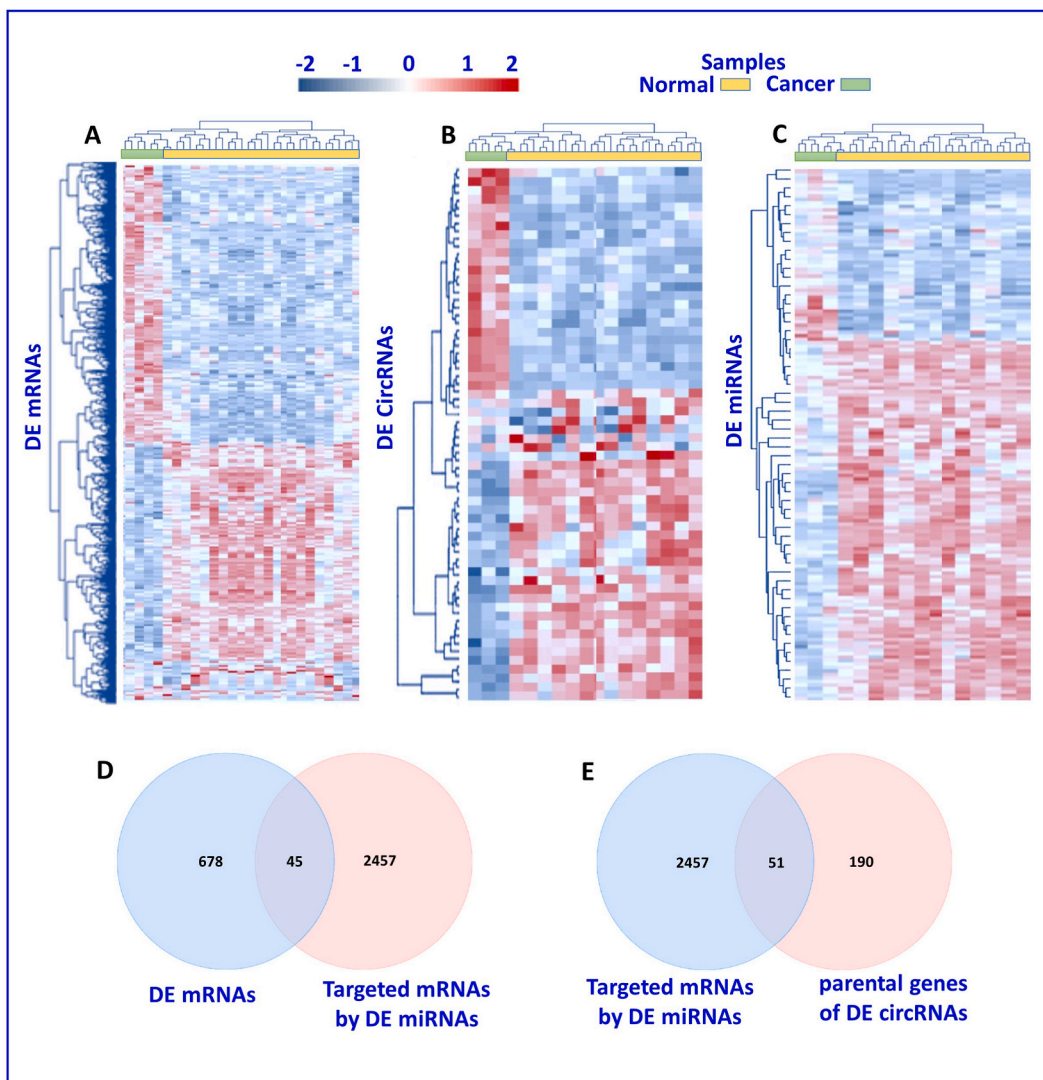 -2 -1 0 1 2
Samples
Normal Cancer
A
B
C
DE mRNAs
DE CircRNAs
DE miRNAs
D
678 45 2457
DE mRNAs
Targeted mRNAs
by DE miRNAs
E
2457 51 190
Targeted mRNAs
by DE miRNAs
parental genes
of DE circRNAs